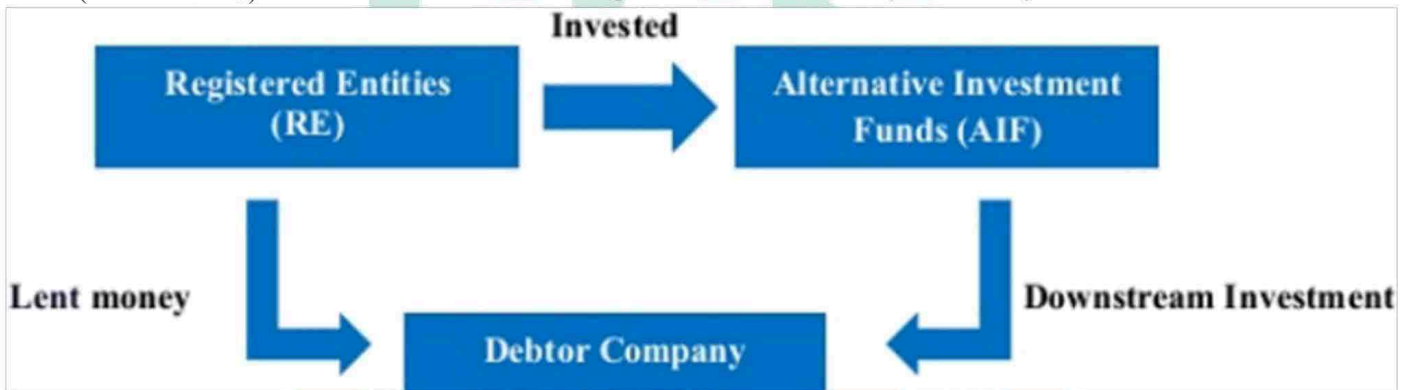 Invested
Registered Entities
(RE)
Alternative Investment
Funds (AIF)
Lent money
Downstream Investment
Debtor Company